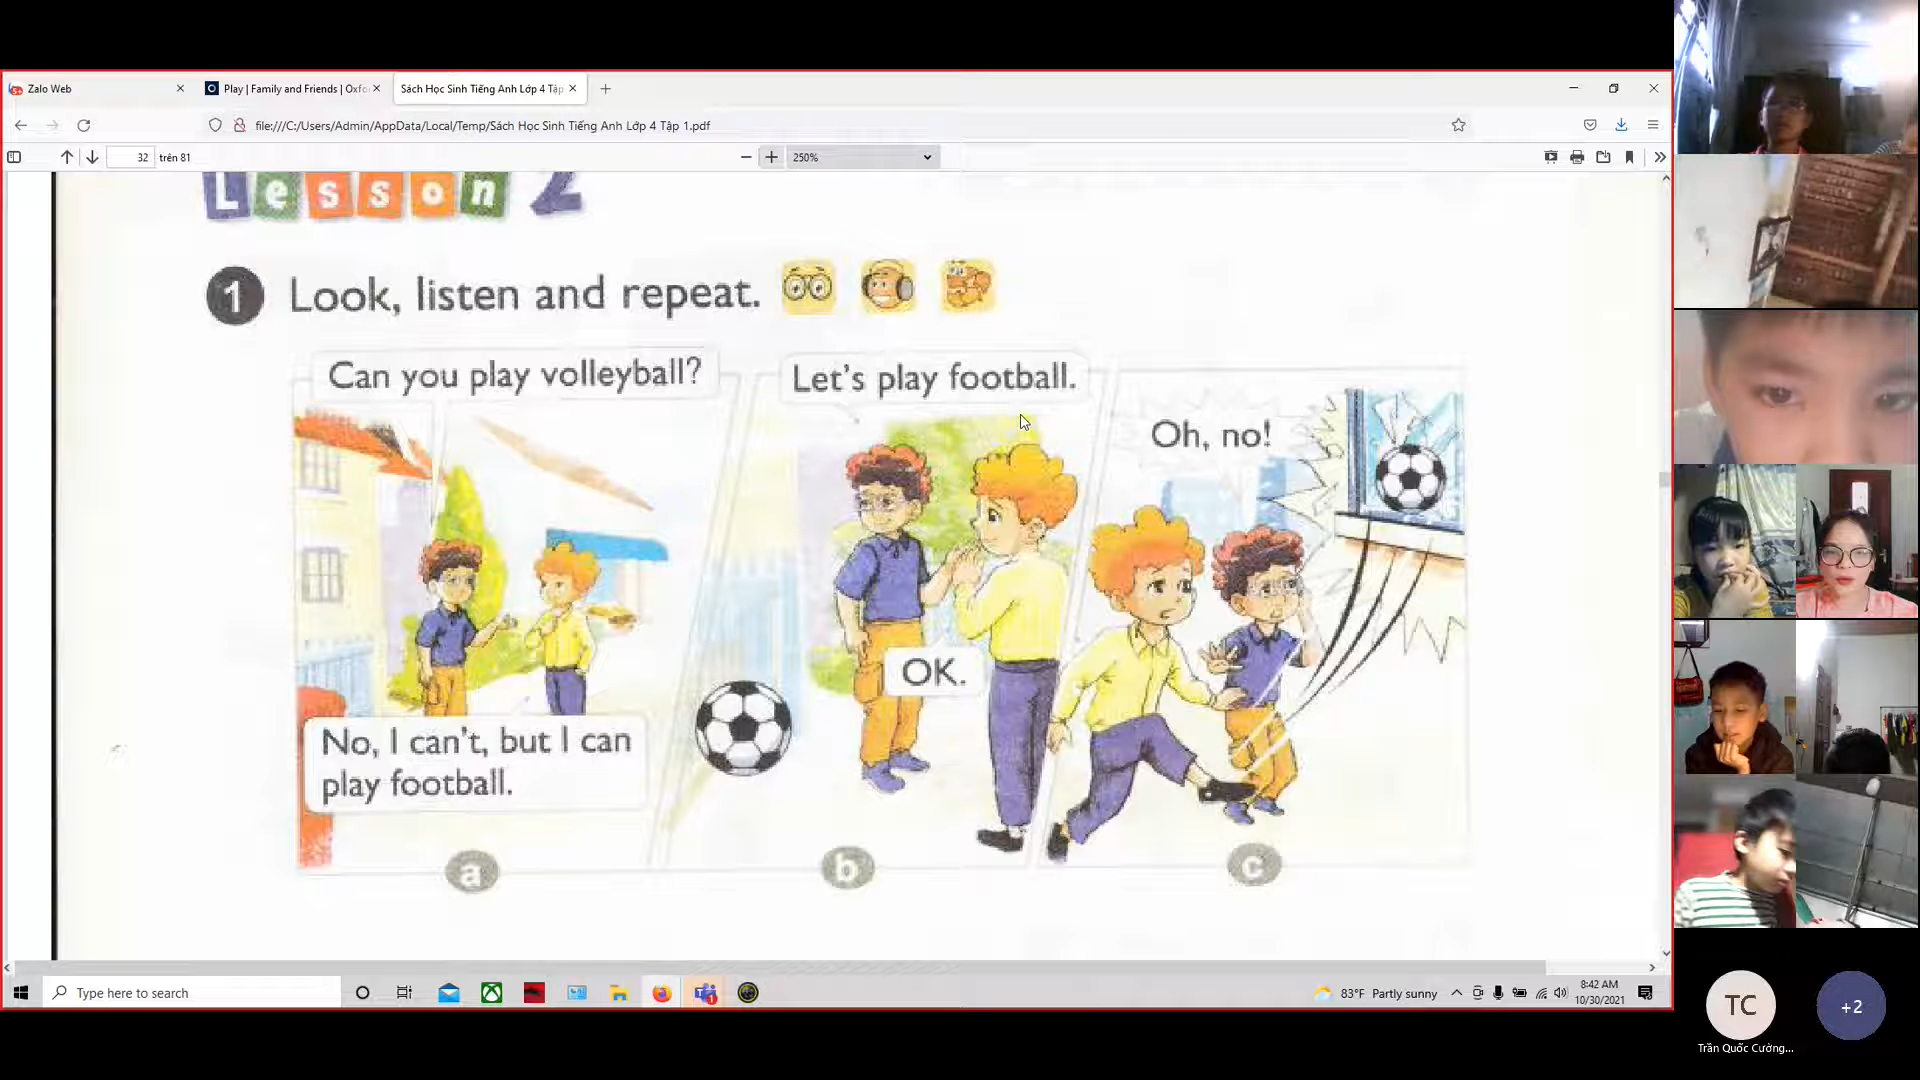 Zalo Web
Play | Family and Friends | Oxfo
Sách Học Sinh Tiếng Anh Lớp 4 Tập
file:///C:/Users/Admin/AppData/Local/Temp/Sách Học Sinh Tiếng Anh Lớp 4 Tập 1.pdf
32 trên 81
250%
Lesson 2
1 Look, listen and repeat.
Can you play volleyball?
No, I can't, but I can
play football.
a
Let's play football.
OK.
b
Oh, no!
c
Type here to search
83°F Partly sunny
8:42 AM
10/30/2021
TC
Trần Quốc Cường...
+2